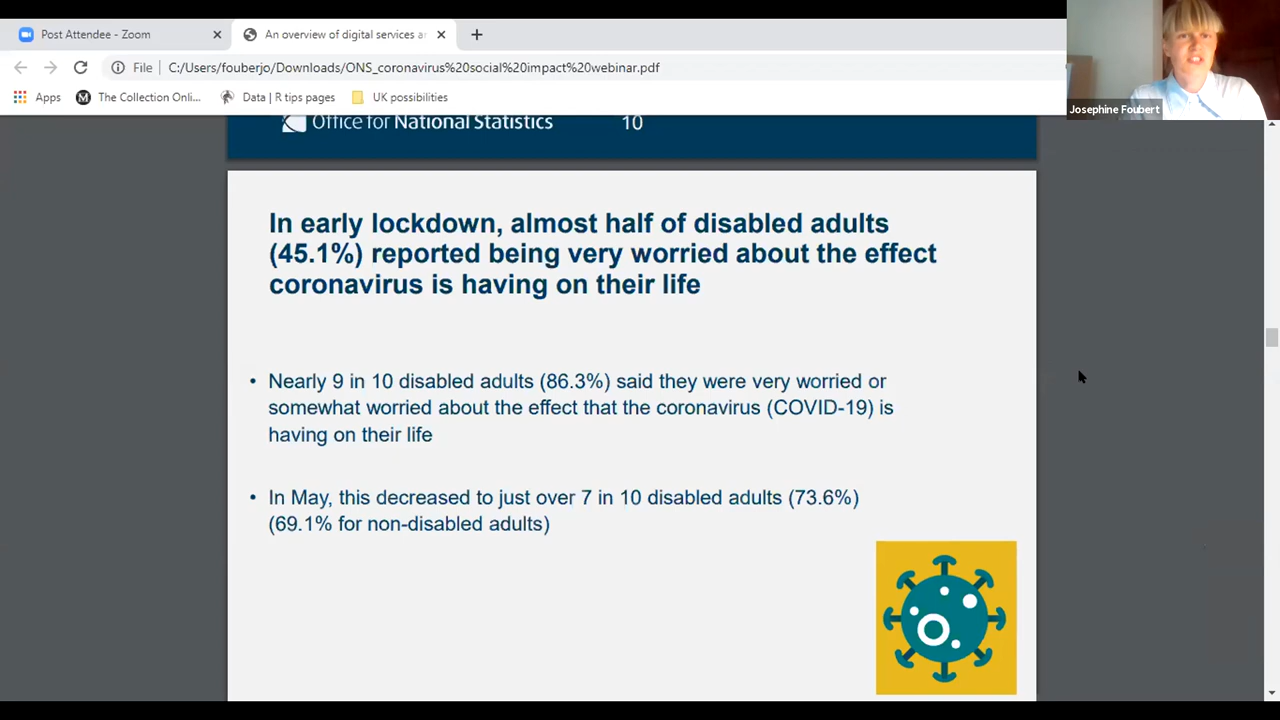 Post Attendee - Zoom
An overview of digital services a
File
C:/Users/fouberjo/Downloads/ONS_coronavirus%20social%20impact%20webinar.pdf
Apps
The Collection Onli...
Data | R tips pages
UK possibilities
Josephine Foubert
Office for National Statistics
10
In early lockdown, almost half of disabled adults
(45.1%) reported being very worried about the effect
coronavirus is having on their life
• Nearly 9 in 10 disabled adults (86.3%) said they were very worried or
somewhat worried about the effect that the coronavirus (COVID-19) is
having on their life
• In May, this decreased to just over 7 in 10 disabled adults (73.6%)
(69.1% for non-disabled adults)